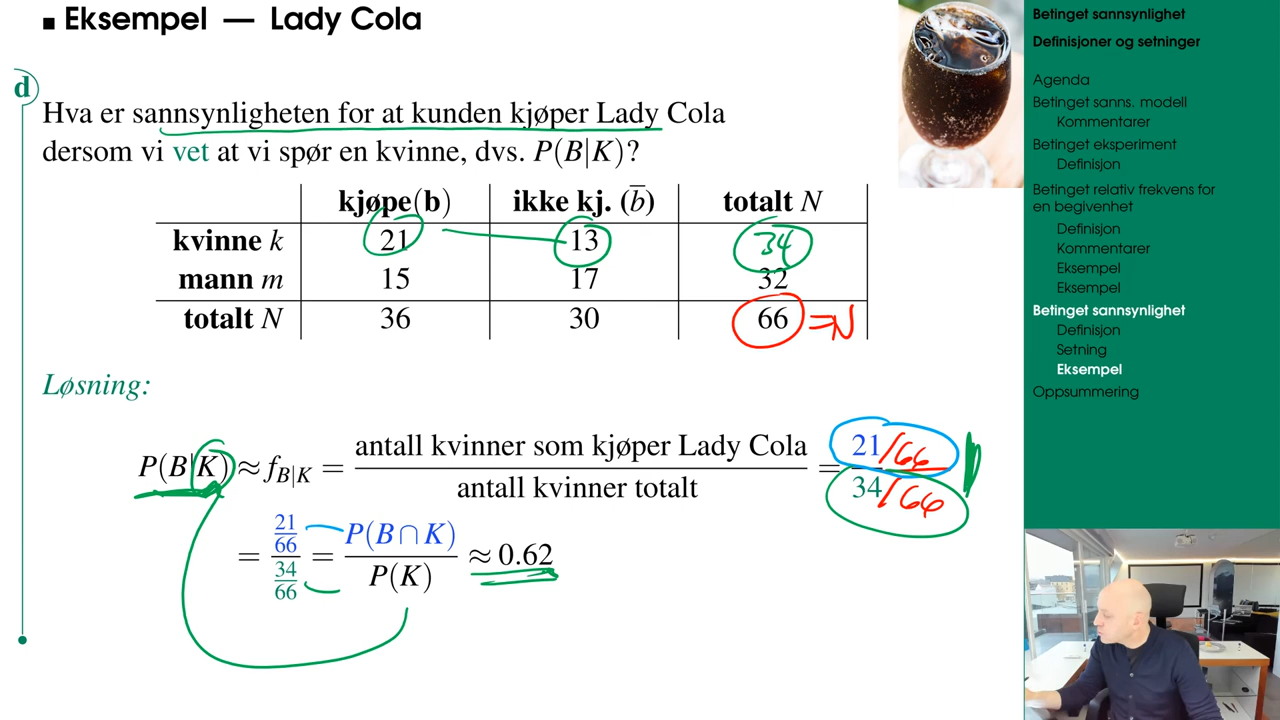 ■ Eksempel — Lady Cola
d
Hva er sannsynligheten for at kunden kjøper Lady Cola
dersom vi vet at vi spør en kvinne, dvs. P(B|K)?
kjøpe(b) ikke kj. (b̅) totalt N
kvinne k 21 13 34
mann m 15 17 32
totalt N 36 30 66 =N
Løsning:
P(B|K) ≈ f_{B|K} = antall kvinner som kjøper Lady Cola / antall kvinner totalt = 21/66 / 34/66
= 21/66 / 34/66 = P(B∩K) / P(K) ≈ 0.62
Betinget sannsynlighet
Definisjoner og setninger
Agenda
Betinget sanns. modell
Kommentarer
Betinget eksperiment
Definisjon
Betinget relativ frekvens for
en begivenhet
Definisjon
Kommentarer
Eksempel
Eksempel
Betinget sannsynlighet
Definisjon
Setning
Eksempel
Oppsummering